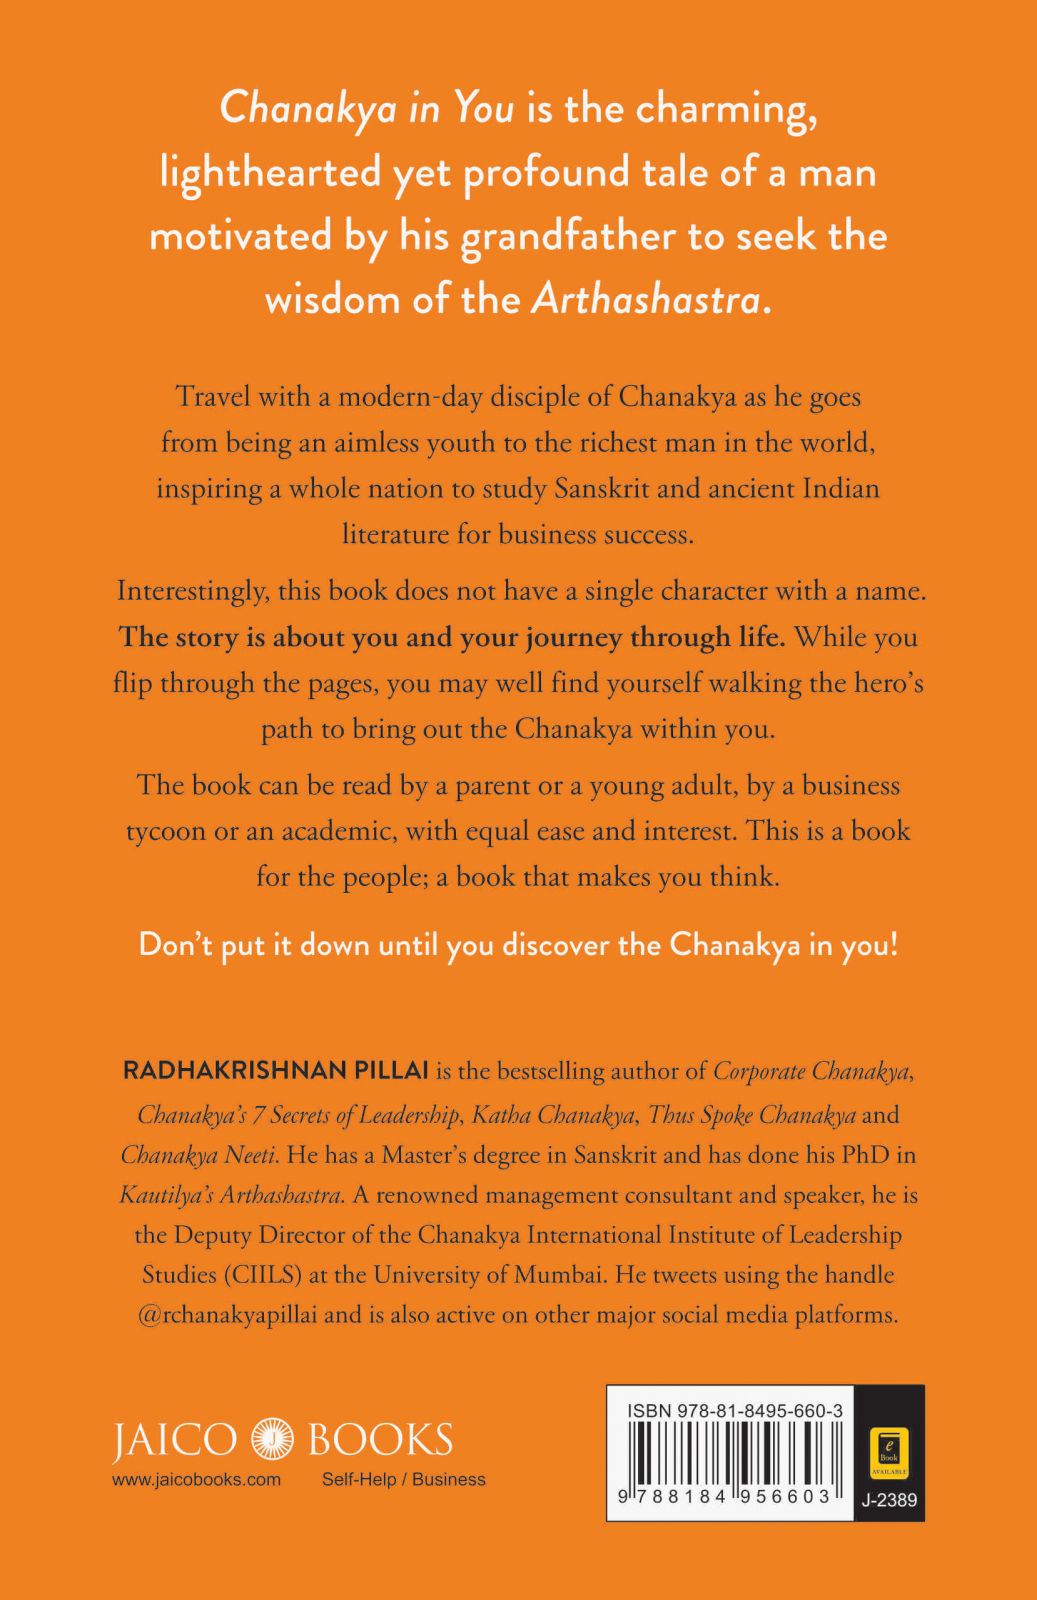 Chanakya in You is the charming,
lighthearted yet profound tale of a man
motivated by his grandfather to seek the
wisdom of the Arthashastra.
Travel with a modern-day disciple of Chanakya as he goes
from being an aimless youth to the richest man in the world,
inspiring a whole nation to study Sanskrit and ancient Indian
literature for business success.
Interestingly, this book does not have a single character with a name.
The story is about you and your journey through life. While you
flip through the pages, you may well find yourself walking the hero's
path to bring out the Chanakya within you.
The book can be read by a parent or a young adult, by a business
tycoon or an academic, with equal ease and interest. This is a book
for the people; a book that makes you think.
Don't put it down until you discover the Chanakya in you!
RADHAKRISHNAN PILLAI is the bestselling author of Corporate Chanakya,
Chanakya's 7 Secrets of Leadership, Katha Chanakya, Thus Spoke Chanakya and
Chanakya Neeti. He has a Master's degree in Sanskrit and has done his PhD in
Kautilya's Arthashastra. A renowned management consultant and speaker, he is
the Deputy Director of the Chanakya International Institute of Leadership
Studies (CIILS) at the University of Mumbai. He tweets using the handle
@rchanakyapillai and is also active on other major social media platforms.
JAICO J BOOKS
www.jaicobooks.com Self-Help / Business
ISBN 978-81-8495-660-3
9 788184 956603
e
Book
AVAILABLE
J-2389